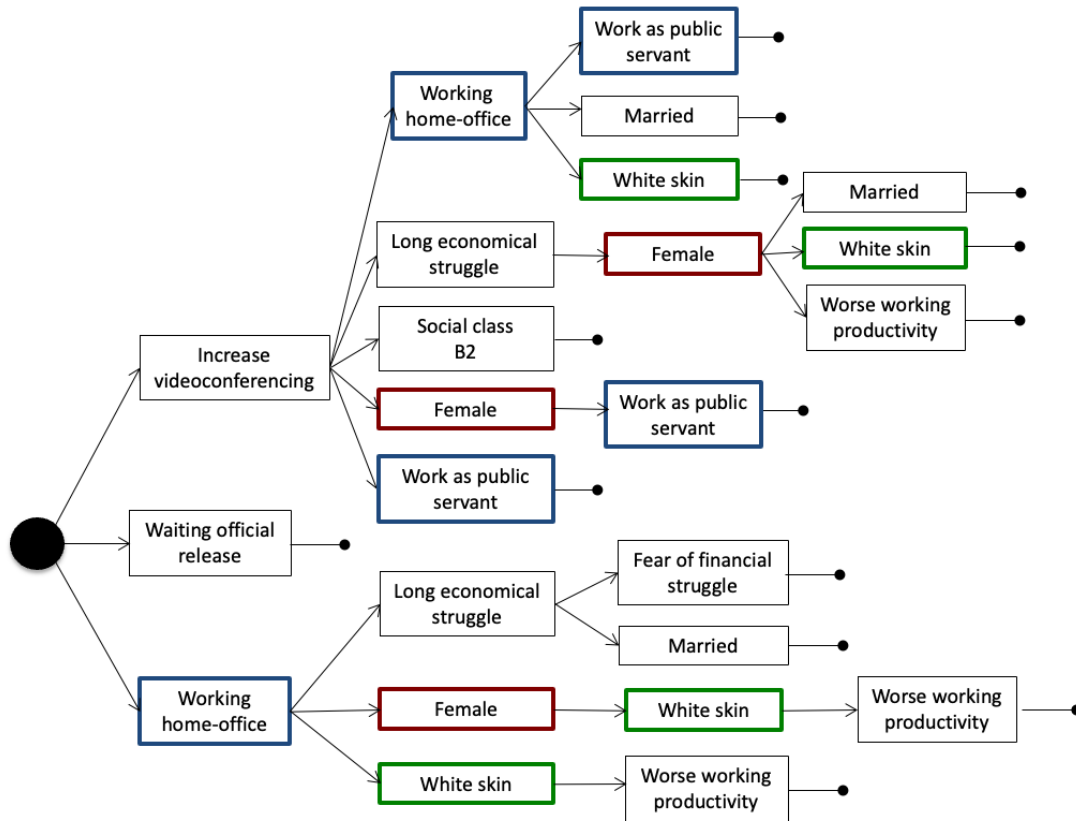 Work as public
servant
Working
home-office
Married
White skin
Married
Long economical
struggle
Female
White skin
Worse working
productivity
Social class
B2
Increase
videoconferencing
Female
Work as public
servant
Work as public
servant
Waiting official
release
Fear of financial
struggle
Long economical
struggle
Married
Working
home-office
Female
White skin
Worse working
productivity
White skin
Worse working
productivity